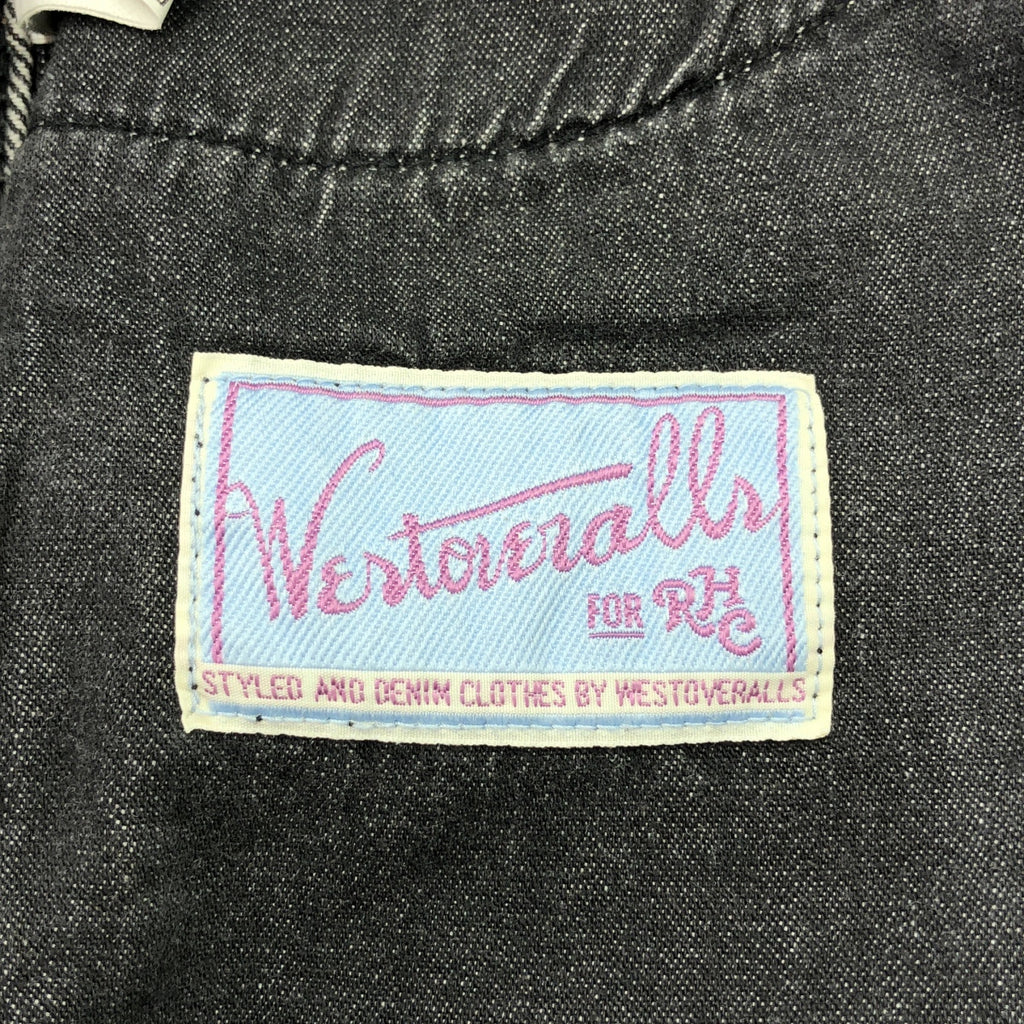 Westoveralls
FOR RHC
STYLED AND DENIM CLOTHES BY WESTOVERALLS